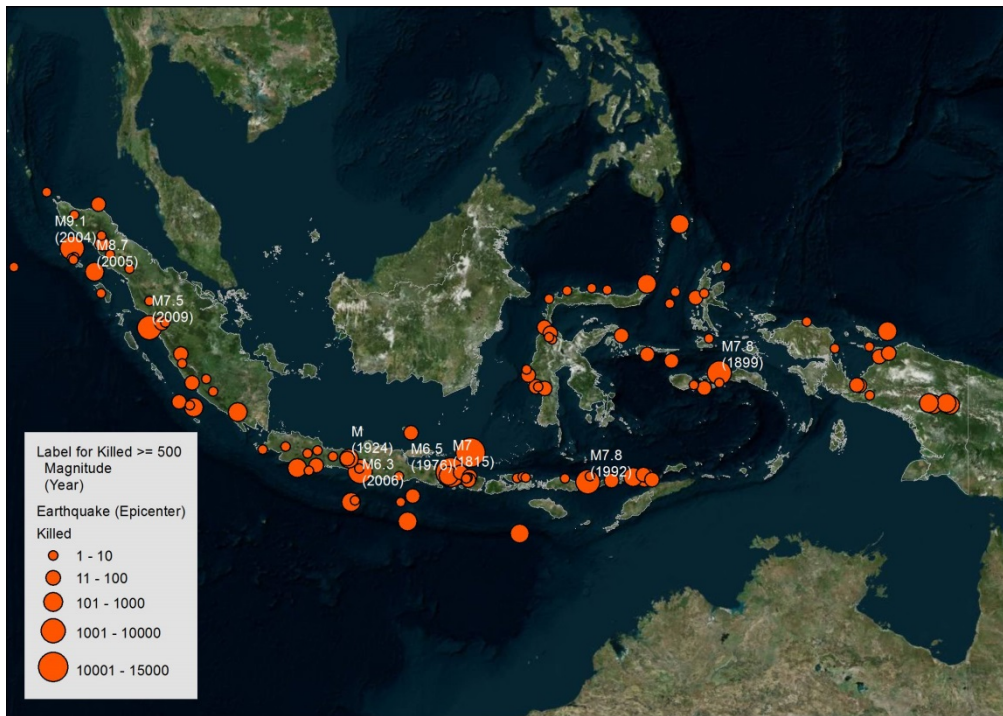 M9.1
(2004)
M8.7
(2005)
M7.5
(2009)
M7.8
(1899)
M
(1924)
M6.5
(1976)
M7
(1815)
M6.3
(2006)
M7.8
(1992)
Label for Killed >= 500
Magnitude
(Year)
Earthquake (Epicenter)
Killed
1 - 10
11 - 100
101 - 1000
1001 - 10000
10001 - 15000